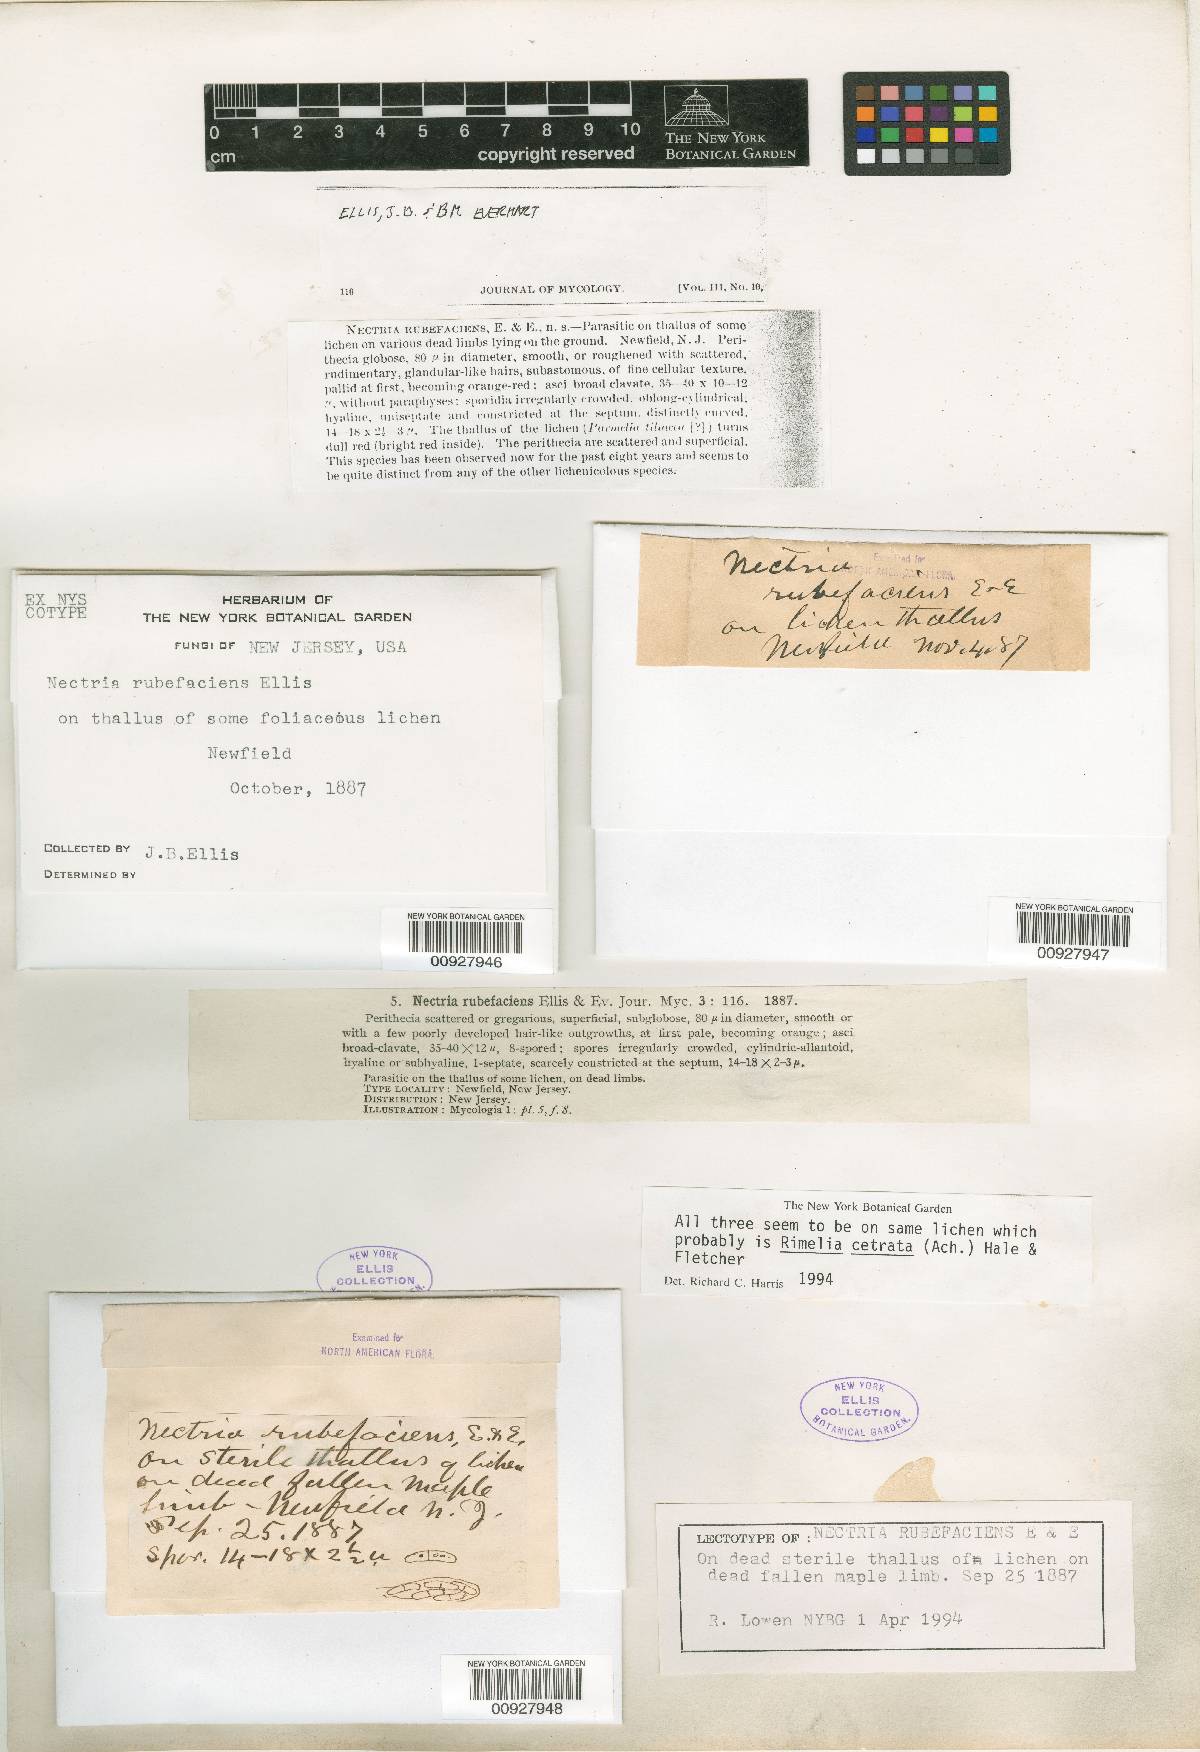 0 1 2 3 4 5 6 7 8 9 10
cm
copyright reserved
THE NEW YORK
BOTANICAL GARDEN
ELLIS, J.B. & BM EVERHART
116 JOURNAL OF MYCOLOGY. [VOL. III, No. 10,
NECTRIA RUBEFACIENS, E. & E., n. s.—Parasitic on thallus of some
lichen on various dead limbs lying on the ground. Newfield, N. J. Peri-
thecia globose, 80 µ in diameter, smooth, or roughened with scattered,
rudimentary, glandular-like hairs, subastomous, of fine cellular texture,
pallid at first, becoming orange-red; asci broad clavate, 35–40 x 10–12
µ, without paraphyses; sporidia irregularly crowded, oblong-cylindrical,
hyaline, uniseptate and constricted at the septum, distinctly curved,
14–18 x 2½–3 µ. The thallus of the lichen (Parmelia tiliacea [?]) turns
dull red (bright red inside). The perithecia are scattered and superficial.
This species has been observed now for the past eight years and seems to
be quite distinct from any of the other lichenicolous species.
EX NYS
COTYPE
HERBARIUM OF
THE NEW YORK BOTANICAL GARDEN
FUNGI OF NEW JERSEY, USA
Nectria rubefaciens Ellis
on thallus of some foliaceous lichen
Newfield
October, 1887
COLLECTED BY J.B.Ellis
DETERMINED BY
NEW YORK BOTANICAL GARDEN
00927946
Examined for
NORTH AMERICAN FLORA.
Nectria
rubefaciens E & E
on lichen thallus
Newfield Nov. 4. 87
NEW YORK BOTANICAL GARDEN
00927947
5. Nectria rubefaciens Ellis & Ev. Jour. Myc. 3: 116. 1887.
Perithecia scattered or gregarious, superficial, subglobose, 80 µ in diameter, smooth or
with a few poorly developed hair-like outgrowths, at first pale, becoming orange; asci
broad-clavate, 35-40 × 12 µ, 8-spored; spores irregularly crowded, cylindric-allantoid,
hyaline or subhyaline, 1-septate, scarcely constricted at the septum, 14-18 × 2-3 µ.
Parasitic on the thallus of some lichen, on dead limbs.
TYPE LOCALITY: Newfield, New Jersey.
DISTRIBUTION: New Jersey.
ILLUSTRATION: Mycologia 1: pl. 5, f. 8.
The New York Botanical Garden
All three seem to be on same lichen which
probably is Rimelia cetrata (Ach.) Hale &
Fletcher
Det. Richard C. Harris 1994
NEW YORK
ELLIS
COLLECTION
Examined for
NORTH AMERICAN FLORA.
Nectria rubefaciens, E. & E.
on sterile thallus of lichen
on dead fallen maple
limb – Newfield N. J.
Sep. 25. 1887
Spor. 14–18 x 2½ µ
NEW YORK BOTANICAL GARDEN
00927948
NEW YORK
ELLIS
COLLECTION
BOTANICAL GARDEN.
LECTOTYPE OF: NECTRIA RUBEFACIENS E & E
On dead sterile thallus of lichen on
dead fallen maple limb. Sep 25 1887
R. Lowen NYBG 1 Apr 1994